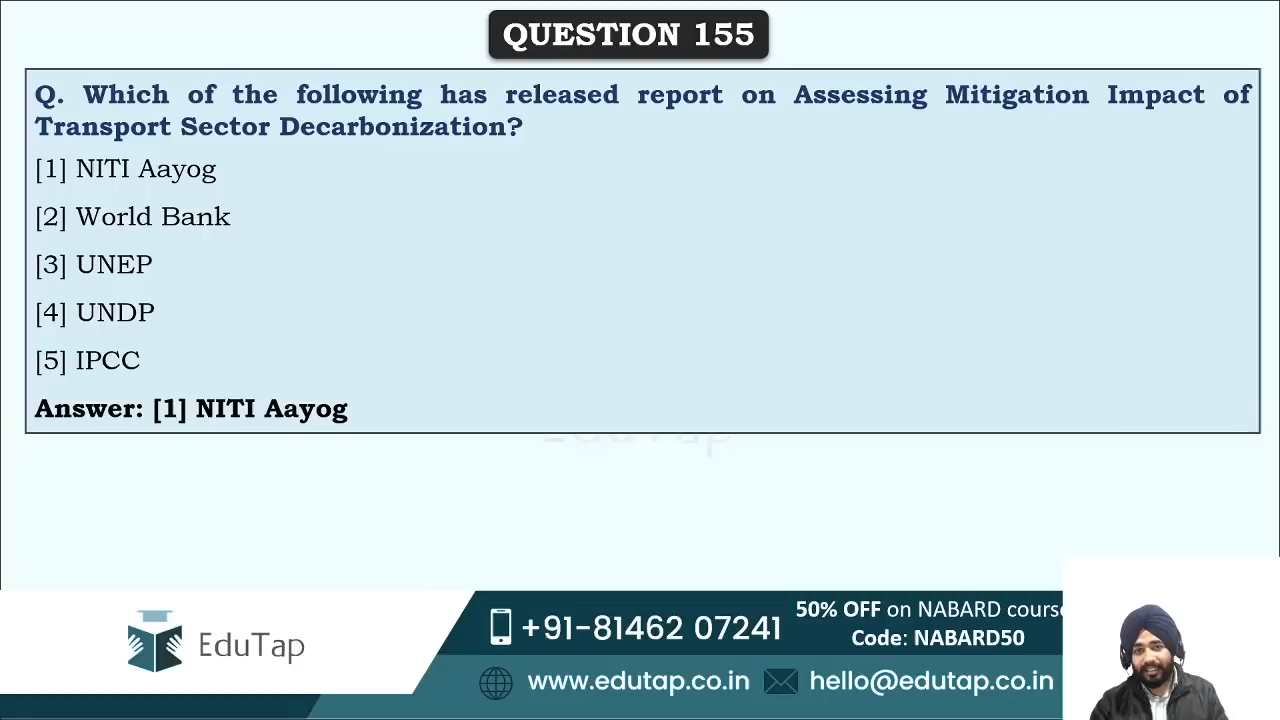 QUESTION 155
Q. Which of the following has released report on Assessing Mitigation Impact of
Transport Sector Decarbonization?
[1] NITI Aayog
[2] World Bank
[3] UNEP
[4] UNDP
[5] IPCC
Answer: [1] NITI Aayog
EduTap
EduTap
+91-81462 07241
50% OFF on NABARD course
Code: NABARD50
www.edutap.co.in
hello@edutap.co.in